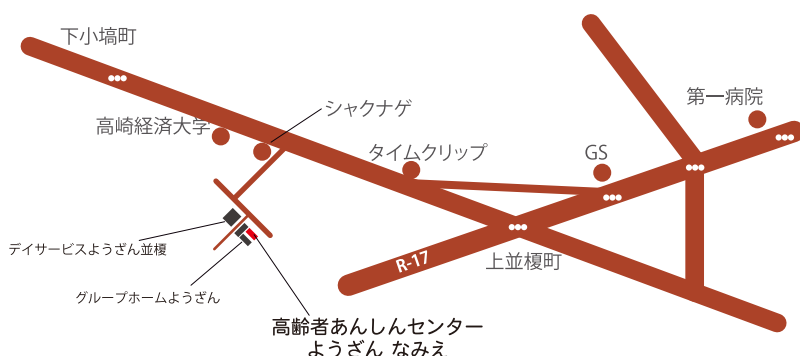 下小塙町
シャクナゲ
高崎経済大学
第一病院
タイムクリップ
GS
デイサービスようざん並榎
R-17
上並榎町
グループホームようざん
高齢者あんしんセンター
ようざん なみえ